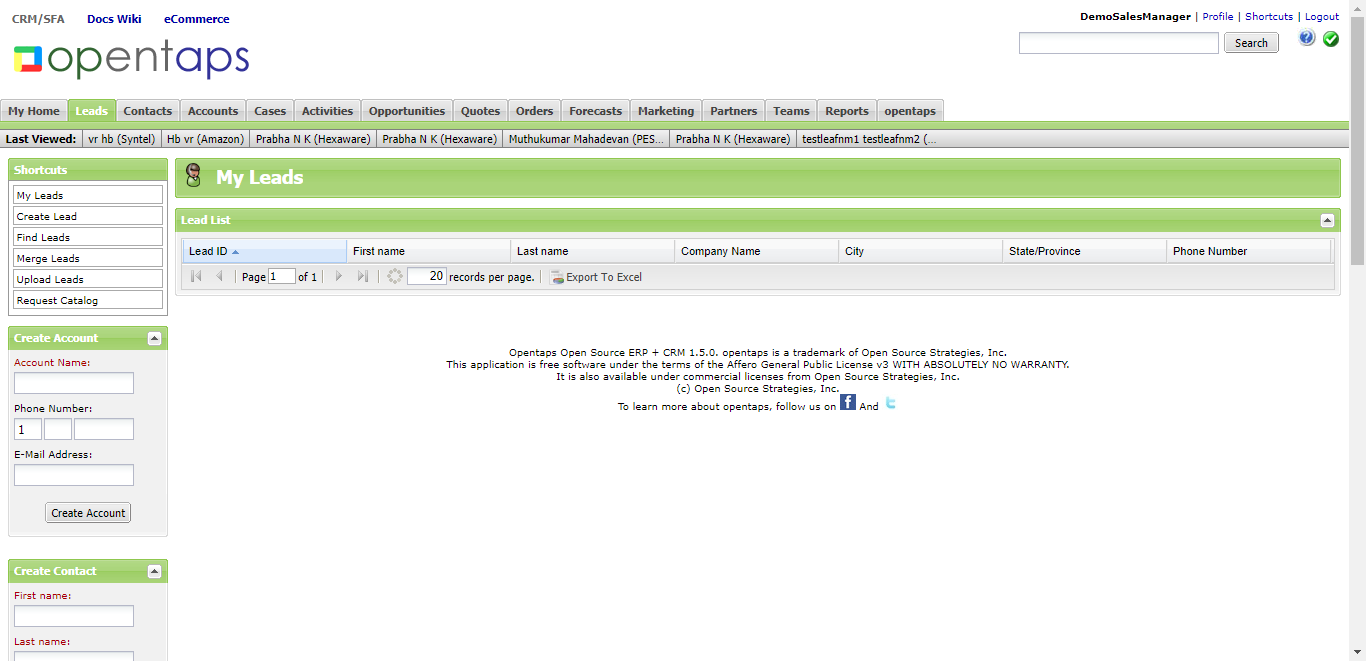 CRM/SFA Docs Wiki eCommerce
DemoSalesManager | Profile | Shortcuts | Logout
opentaps
Search
My Home Leads Contacts Accounts Cases Activities Opportunities Quotes Orders Forecasts Marketing Partners Teams Reports opentaps
Last Viewed: vr hb (Syntel) Hb vr (Amazon) Prabha N K (Hexaware) Prabha N K (Hexaware) Muthukumar Mahadevan (PES... Prabha N K (Hexaware) testleafnm1 testleafnm2 (...
Shortcuts
My Leads
Create Lead
Find Leads
Merge Leads
Upload Leads
Request Catalog
Create Account
Account Name:
Phone Number:
1
E-Mail Address:
Create Account
Create Contact
First name:
Last name:
My Leads
Lead List
Lead ID First name Last name Company Name City State/Province Phone Number
Page 1 of 1 20 records per page. Export To Excel
Opentaps Open Source ERP + CRM 1.5.0. opentaps is a trademark of Open Source Strategies, Inc.
This application is free software under the terms of the Affero General Public License v3 WITH ABSOLUTELY NO WARRANTY.
It is also available under commercial licenses from Open Source Strategies, Inc.
(c) Open Source Strategies, Inc.
To learn more about opentaps, follow us on f And t